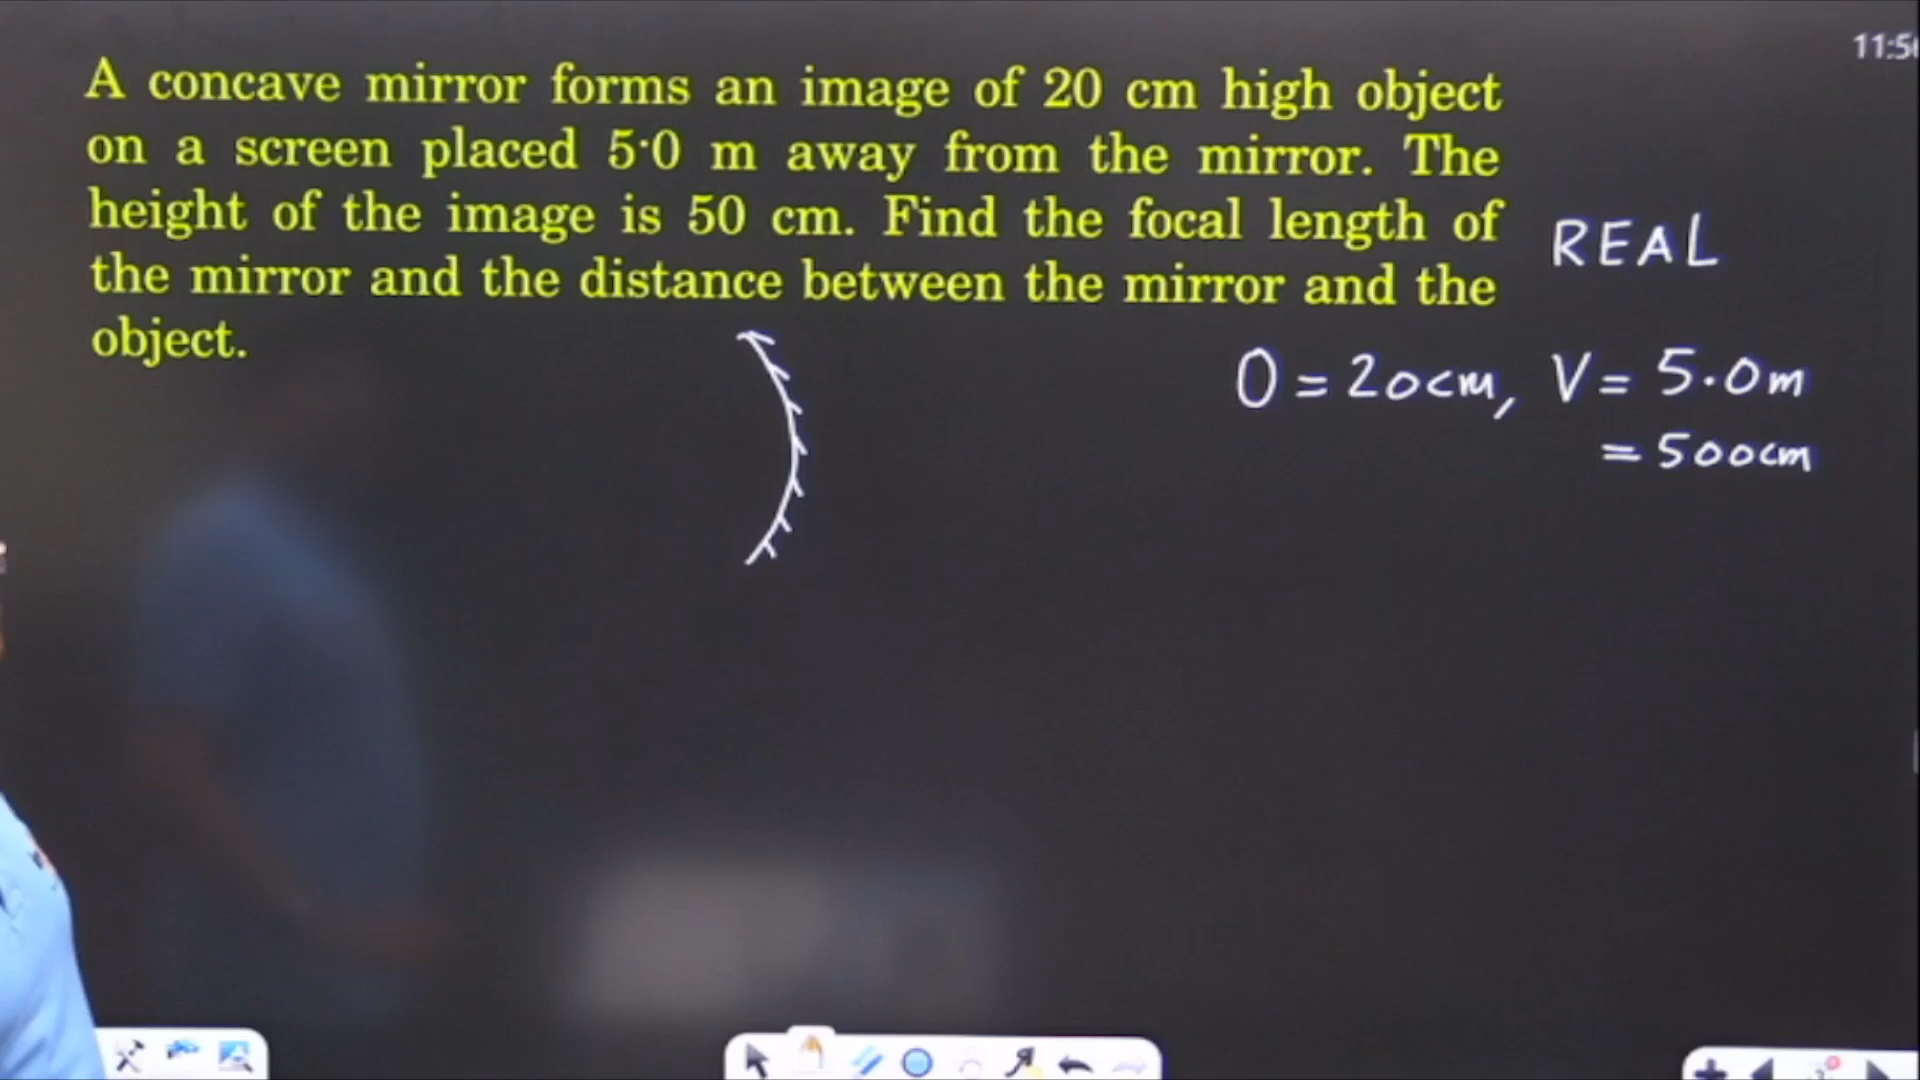 A concave mirror forms an image of 20 cm high object
on a screen placed 5·0 m away from the mirror. The
height of the image is 50 cm. Find the focal length of
the mirror and the distance between the mirror and the
object.
REAL
O = 20cm, V = 5.0m
= 500cm